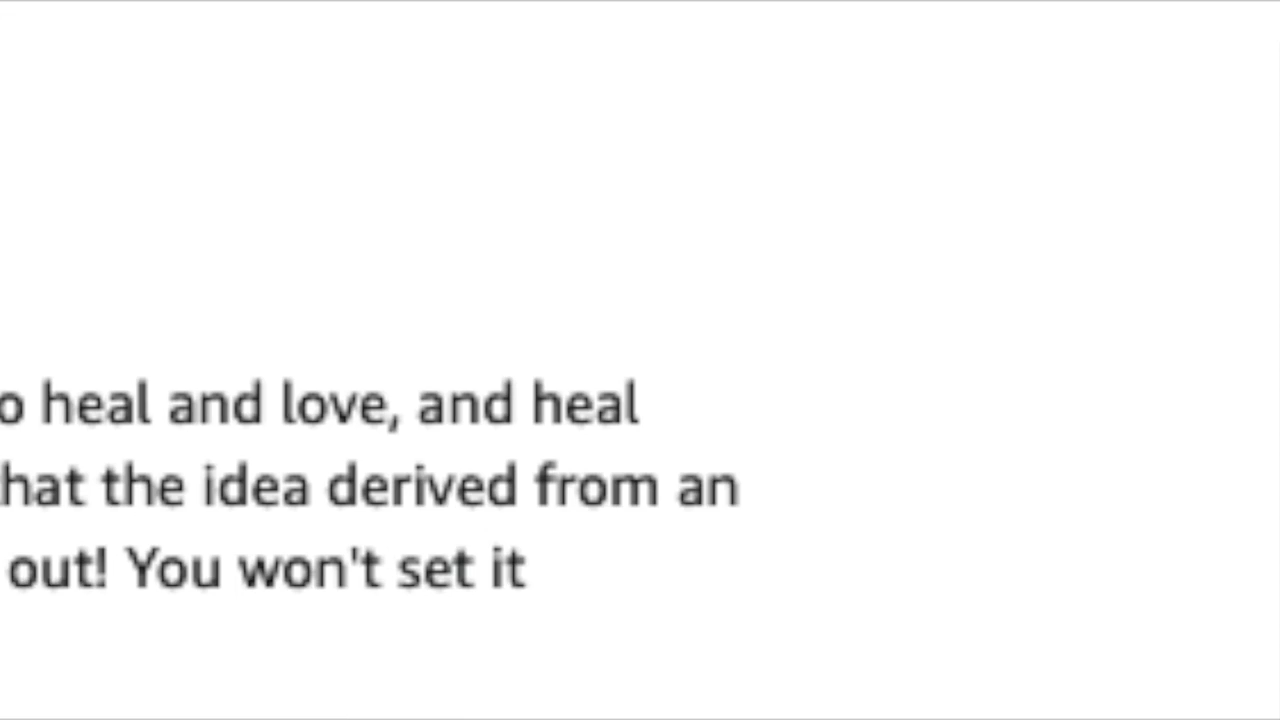 o heal and love, and heal
hat the idea derived from an
out! You won't set it